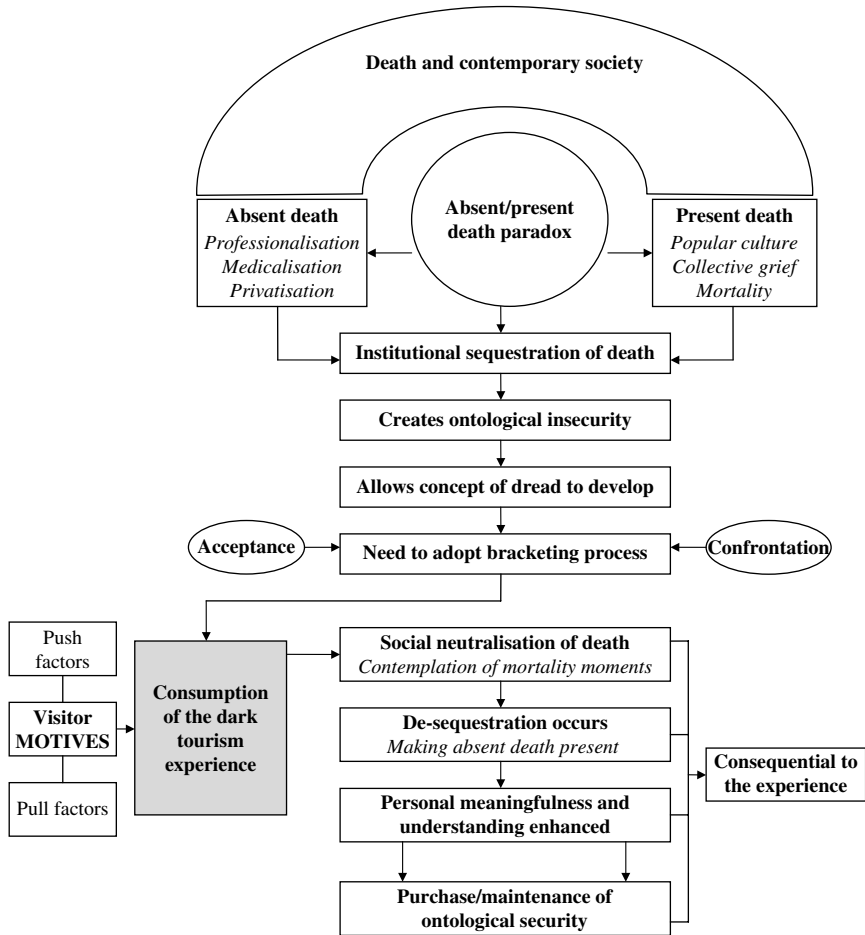 Death and contemporary society
Absent death
Professionalisation
Medicalisation
Privatisation
Absent/present
death paradox
Present death
Popular culture
Collective grief
Mortality
Institutional sequestration of death
Creates ontological insecurity
Allows concept of dread to develop
Acceptance
Need to adopt bracketing process
Confrontation
Push
factors
Visitor
MOTIVES
Pull factors
Consumption
of the dark
tourism
experience
Social neutralisation of death
Contemplation of mortality moments
De-sequestration occurs
Making absent death present
Personal meaningfulness and
understanding enhanced
Purchase/maintenance of
ontological security
Consequential to
the experience